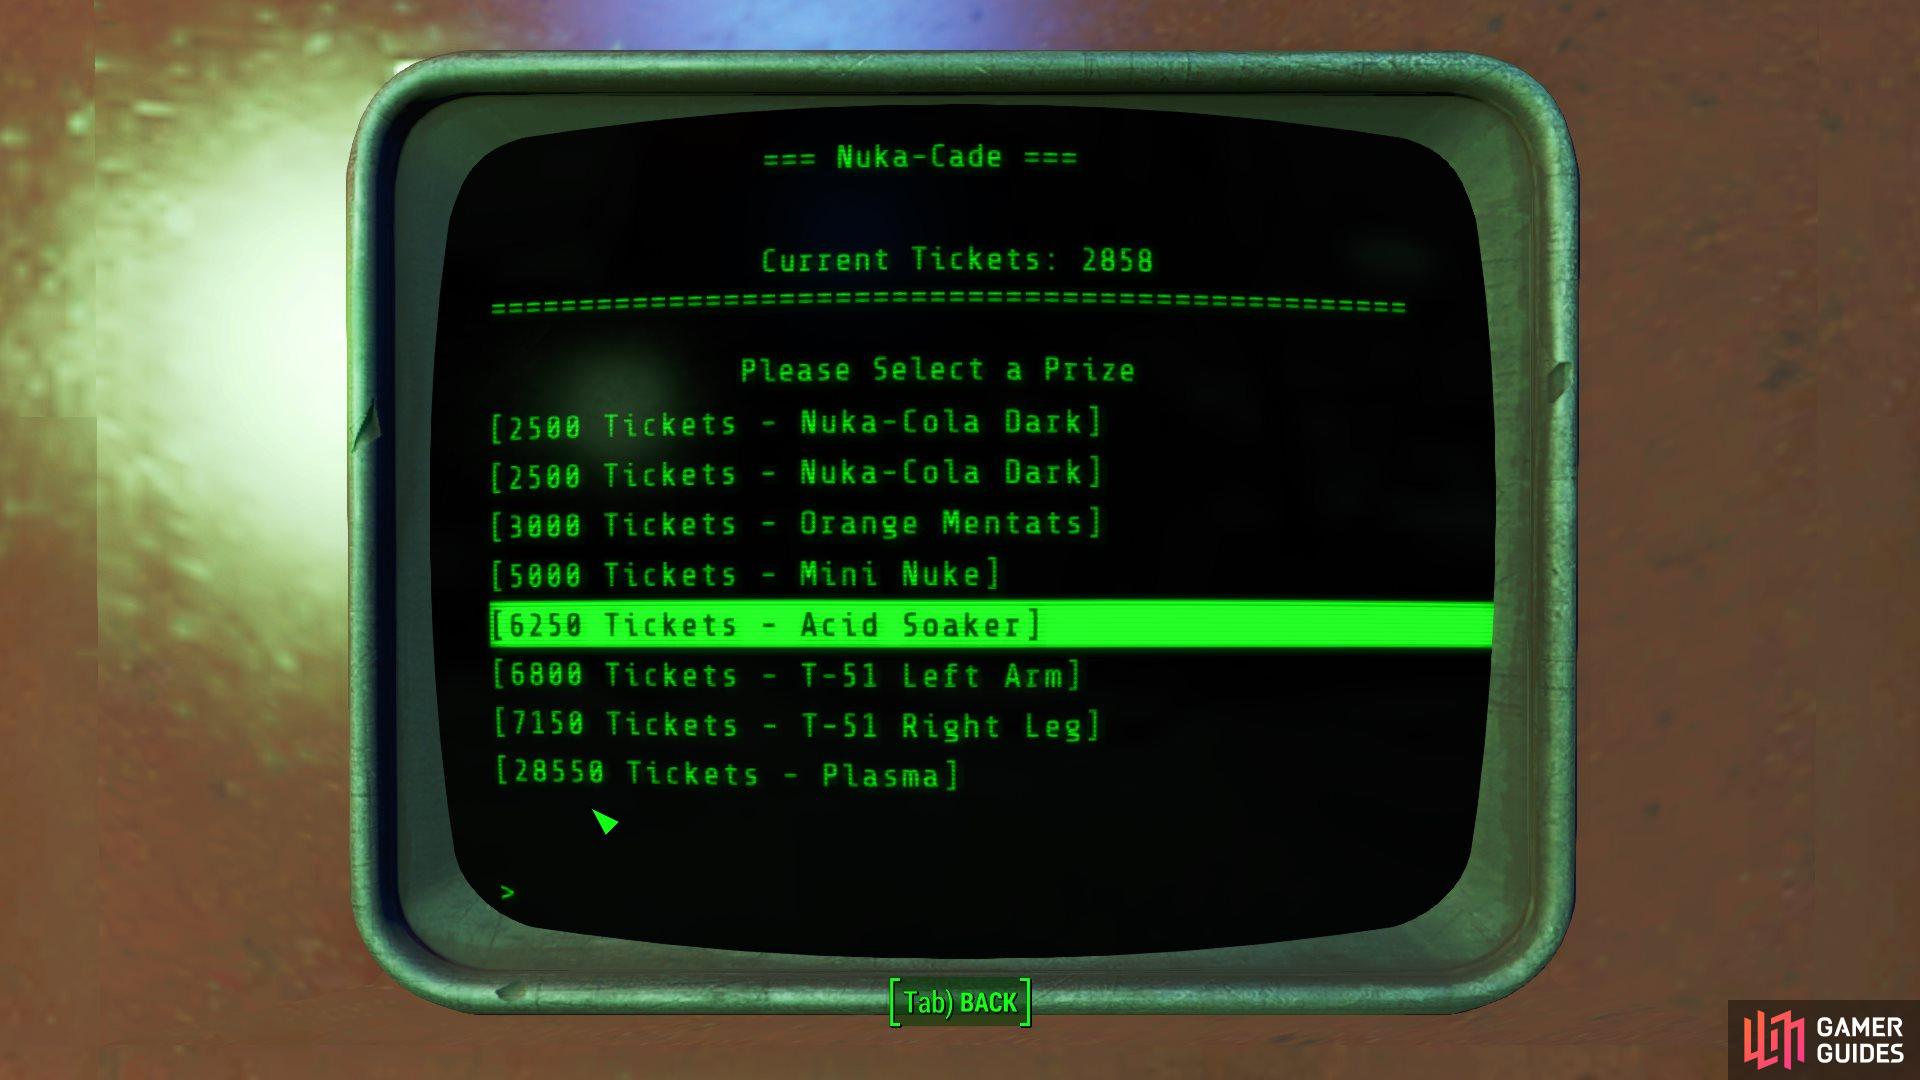 === Nuka-Cade ===
Current Tickets: 2858
====================================================
Please Select a Prize
[2500 Tickets - Nuka-Cola Dark]
[2500 Tickets - Nuka-Cola Dark]
[3000 Tickets - Orange Mentats]
[5000 Tickets - Mini Nuke]
[6250 Tickets - Acid Soaker]
[6800 Tickets - T-51 Left Arm]
[7150 Tickets - T-51 Right Leg]
[28550 Tickets - Plasma]
>
[Tab) BACK]
GAMER
GUIDES